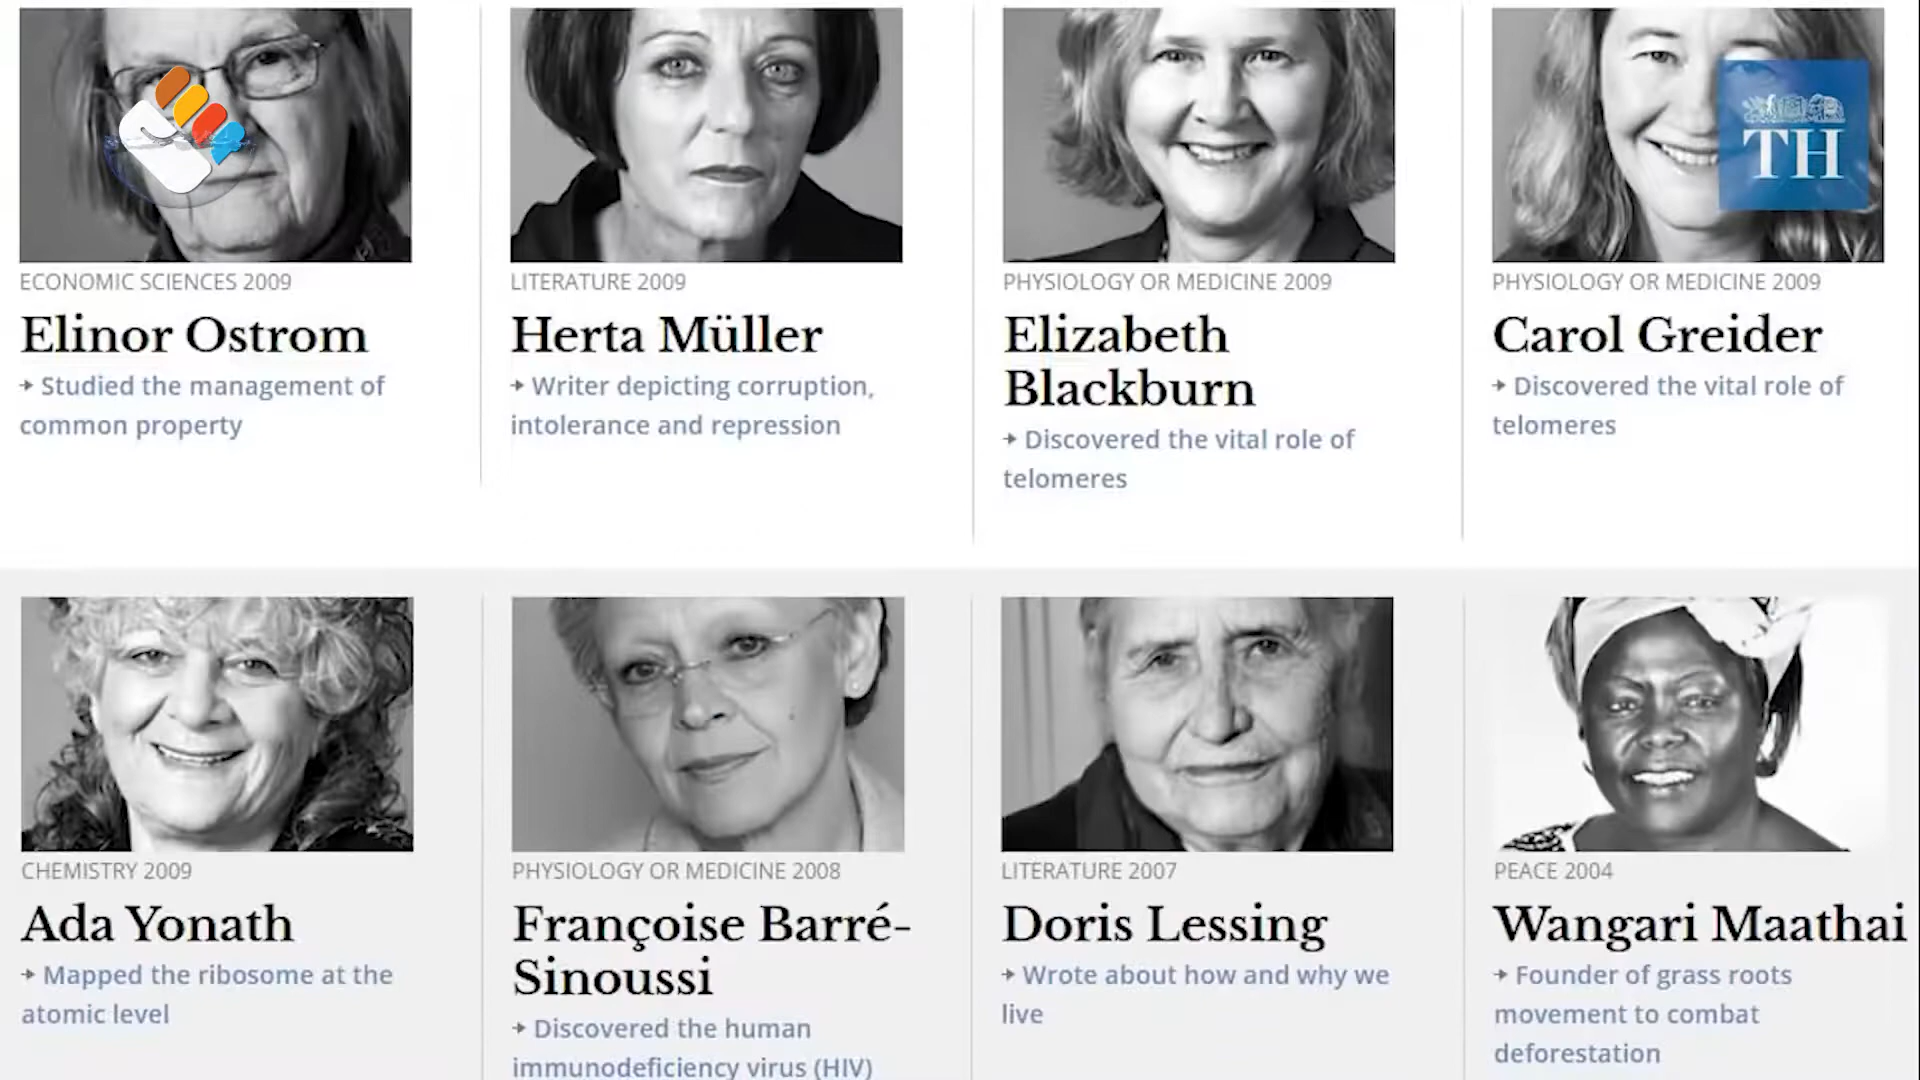 TH
ECONOMIC SCIENCES 2009
Elinor Ostrom
→ Studied the management of
common property
LITERATURE 2009
Herta Müller
→ Writer depicting corruption,
intolerance and repression
PHYSIOLOGY OR MEDICINE 2009
Elizabeth
Blackburn
→ Discovered the vital role of
telomeres
PHYSIOLOGY OR MEDICINE 2009
Carol Greider
→ Discovered the vital role of
telomeres
CHEMISTRY 2009
Ada Yonath
→ Mapped the ribosome at the
atomic level
PHYSIOLOGY OR MEDICINE 2008
Françoise Barré-
Sinoussi
→ Discovered the human
immunodeficiency virus (HIV)
LITERATURE 2007
Doris Lessing
→ Wrote about how and why we
live
PEACE 2004
Wangari Maathai
→ Founder of grass roots
movement to combat
deforestation